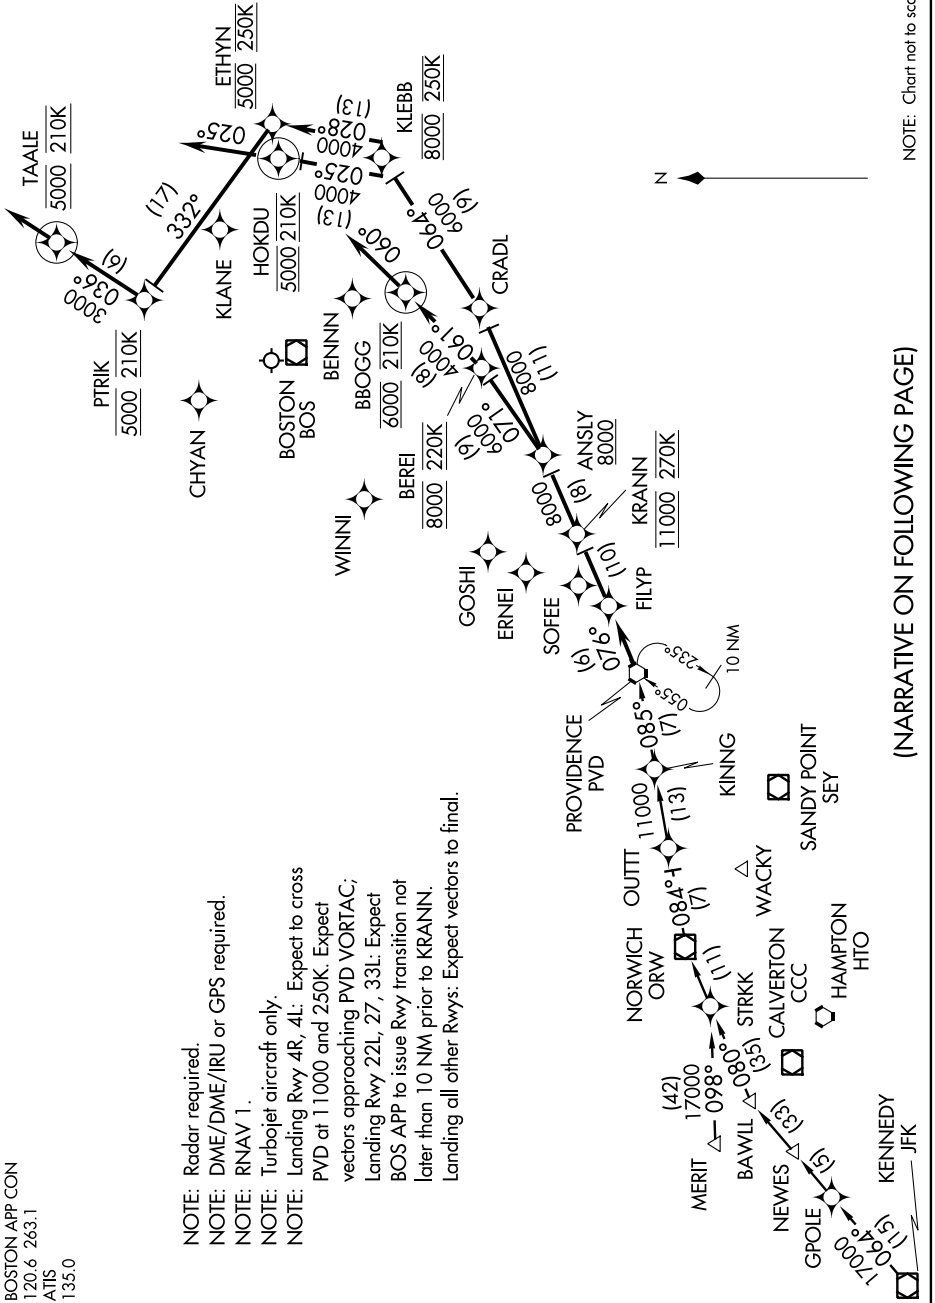 BOSTON APP CON
120.6 263.1
ATIS
135.0
NOTE: Radar required.
NOTE: DME/DME/IRU or GPS required.
NOTE: RNAV 1.
NOTE: Turbojet aircraft only.
NOTE: Landing Rwy 4R, 4L: Expect to cross
PVD at 11000 and 250K. Expect
vectors approaching PVD VORTAC;
Landing Rwy 22L, 27, 33L: Expect
BOS APP to issue Rwy transition not
later than 10 NM prior to KRANN.
Landing all other Rwys: Expect vectors to final.
TAALE
5000 210K
(6)
036°
3000
PTRIK
5000 210K
(17)
332°
ETHYN
5000 250K
025°
(13)
028°
4000
KLEBB
8000 250K
025°
4000
(13)
HOKDU
5000 210K
KLANE
CHYAN
BOSTON
BOS
BENNN
060°
BBOGG
6000 210K
061°
4000
(8)
BEREI
8000 220K
WINNI
064°
6000
(9)
CRADL
8000
(11)
071°
6000
(9)
ANSLY
8000
8000
(8)
KRANN
11000 270K
(10)
GOSHI
ERNEI
SOFEE
FILYP
076°
(6)
235°
055°
10 NM
PROVIDENCE
PVD
085°
(7)
KINNG
11000
(13)
OUTTT
084°
(7)
NORWICH
ORW
(11)
STRKK
(42)
17000
098°
MERIT
080°
(35)
BAWLL
(33)
NEWES
(5)
GPOLE
17000
064°
(15)
KENNEDY
JFK
WACKY
SANDY POINT
SEY
CALVERTON
CCC
HAMPTON
HTO
N
(NARRATIVE ON FOLLOWING PAGE)
NOTE: Chart not to sca